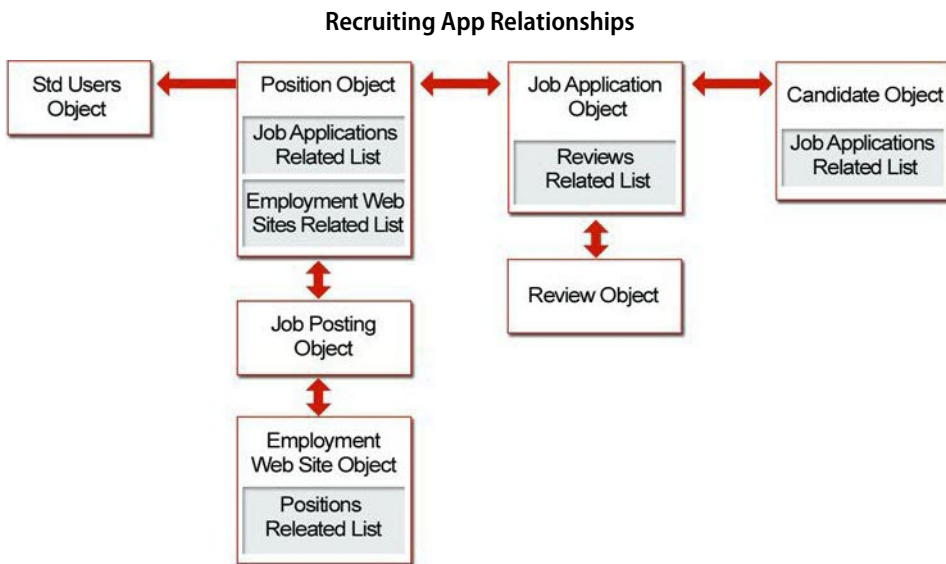 Recruiting App Relationships
Std Users
Object
Position Object
Job Applications
Related List
Employment Web
Sites Related List
Job Application
Object
Reviews
Related List
Candidate Object
Job Applications
Related List
Review Object
Job Posting
Object
Employment
Web Site Object
Positions
Releated List